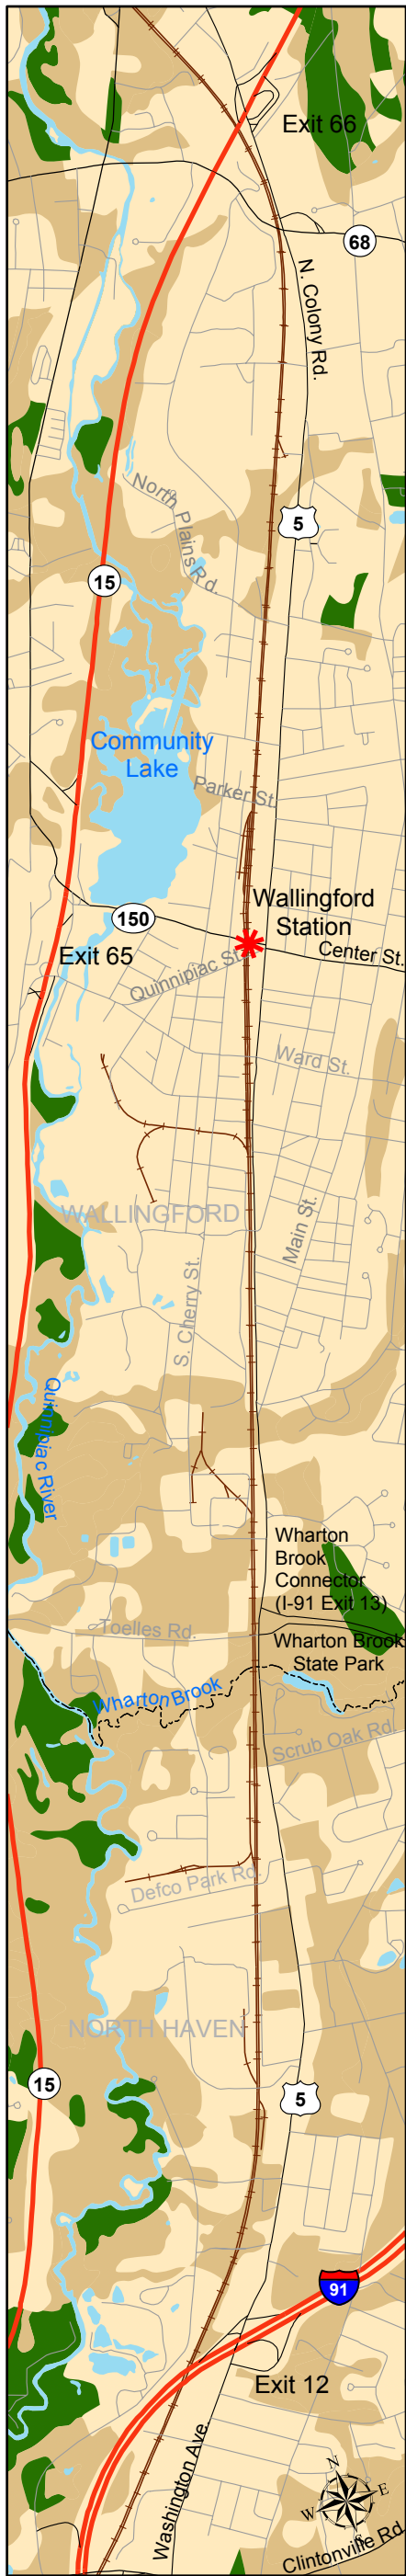 Exit 66
68
N. Colony Rd.
5
North Plains Rd.
15
Community
Lake
Parker St.
Wallingford
Station
150
Center St.
Exit 65
Quinnipiac St.
Ward St.
WALLINGFORD
Main St.
S. Cherry St.
Quinnipiac River
Wharton
Brook
Connector
(I-91 Exit 13)
Toelles Rd.
Wharton Brook
State Park
Wharton Brook
Scrub Oak Rd.
Defco Park Rd.
NORTH HAVEN
15
5
91
Exit 12
Washington Ave.
N
W
E
S
Clintonville Rd.